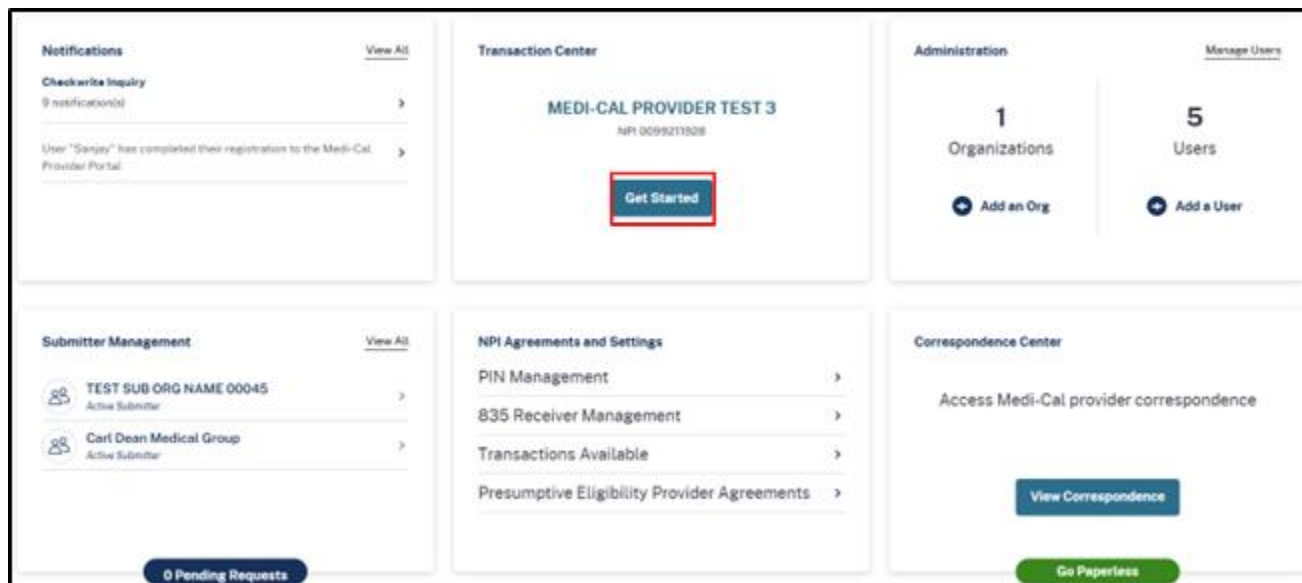 Notifications
View All
Checkwrite Inquiry
9 notification(s)
User "Sanjay" has completed their registration to the Medi-Cal
Provider Portal.
Transaction Center
MEDI-CAL PROVIDER TEST 3
NPI 0099211928
Get Started
Administration
Manage Users
1
Organizations
Add an Org
5
Users
Add a User
Submitter Management
View All
TEST SUB ORG NAME 00045
Active Submitter
Carl Dean Medical Group
Active Submitter
0 Pending Requests
NPI Agreements and Settings
PIN Management
835 Receiver Management
Transactions Available
Presumptive Eligibility Provider Agreements
Correspondence Center
Access Medi-Cal provider correspondence
View Correspondence
Go Paperless